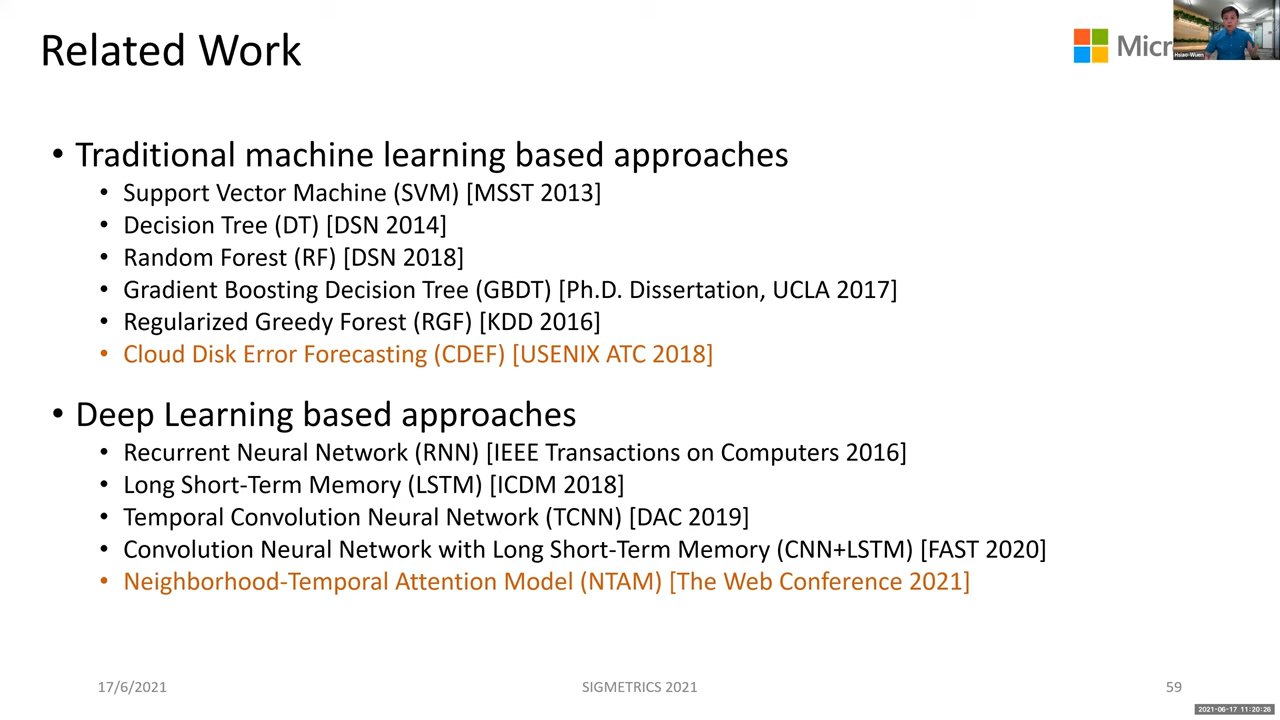 Related Work
Micr
Hsiao-Wuen
• Traditional machine learning based approaches
• Support Vector Machine (SVM) [MSST 2013]
• Decision Tree (DT) [DSN 2014]
• Random Forest (RF) [DSN 2018]
• Gradient Boosting Decision Tree (GBDT) [Ph.D. Dissertation, UCLA 2017]
• Regularized Greedy Forest (RGF) [KDD 2016]
• Cloud Disk Error Forecasting (CDEF) [USENIX ATC 2018]
• Deep Learning based approaches
• Recurrent Neural Network (RNN) [IEEE Transactions on Computers 2016]
• Long Short-Term Memory (LSTM) [ICDM 2018]
• Temporal Convolution Neural Network (TCNN) [DAC 2019]
• Convolution Neural Network with Long Short-Term Memory (CNN+LSTM) [FAST 2020]
• Neighborhood-Temporal Attention Model (NTAM) [The Web Conference 2021]
17/6/2021
SIGMETRICS 2021
59
2021-06-17 11:20:26